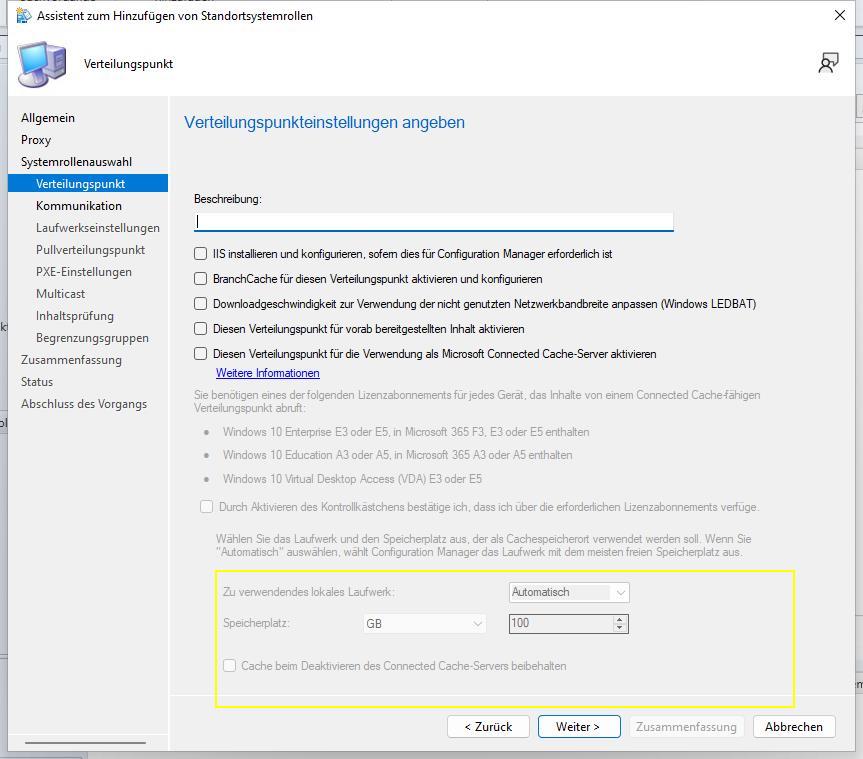 Assistent zum Hinzufügen von Standortsystemrollen
Verteilungspunkt
Allgemein
Proxy
Systemrollenauswahl
Verteilungspunkt
Kommunikation
Laufwerkseinstellungen
Pullverteilungspunkt
PXE-Einstellungen
Multicast
Inhaltsprüfung
Begrenzungsgruppen
Zusammenfassung
Status
Abschluss des Vorgangs
Verteilungspunkteinstellungen angeben
Beschreibung:
IIS installieren und konfigurieren, sofern dies für Configuration Manager erforderlich ist
BranchCache für diesen Verteilungspunkt aktivieren und konfigurieren
Downloadgeschwindigkeit zur Verwendung der nicht genutzten Netzwerkbandbreite anpassen (Windows LEDBAT)
Diesen Verteilungspunkt für vorab bereitgestellten Inhalt aktivieren
Diesen Verteilungspunkt für die Verwendung als Microsoft Connected Cache-Server aktivieren
Weitere Informationen
Sie benötigen eines der folgenden Lizenzabonnements für jedes Gerät, das Inhalte von einem Connected Cache-fähigen
Verteilungspunkt abruft:
• Windows 10 Enterprise E3 oder E5, in Microsoft 365 F3, E3 oder E5 enthalten
• Windows 10 Education A3 oder A5, in Microsoft 365 A3 oder A5 enthalten
• Windows 10 Virtual Desktop Access (VDA) E3 oder E5
Durch Aktivieren des Kontrollkästchens bestätige ich, dass ich über die erforderlichen Lizenzabonnements verfüge.
Wählen Sie das Laufwerk und den Speicherplatz aus, der als Cachespeicherort verwendet werden soll. Wenn Sie
"Automatisch" auswählen, wählt Configuration Manager das Laufwerk mit dem meisten freien Speicherplatz aus.
Zu verwendendes lokales Laufwerk: Automatisch
Speicherplatz: GB 100
Cache beim Deaktivieren des Connected Cache-Servers beibehalten
< Zurück Weiter > Zusammenfassung Abbrechen